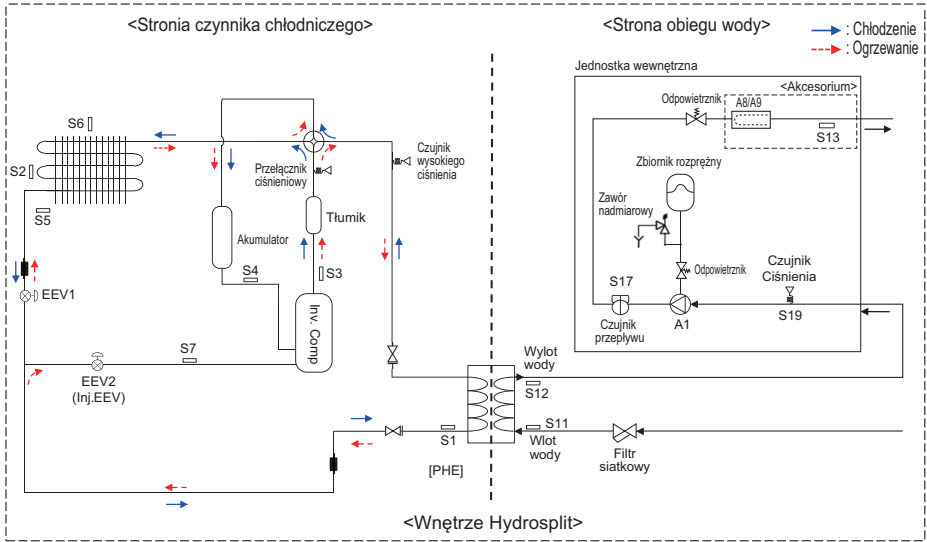 <Stronia czynnika chłodniczego>
<Strona obiegu wody>
: Chłodzenie
: Ogrzewanie
Jednostka wewnętrzna
<Akcesorium>
Odpowietrznik
A8/A9
S13
S6
S2
S5
Przełącznik
ciśnieniowy
Czujnik
wysokiego
ciśnienia
Zbiornik rozprężny
Zawór
nadmiarowy
Akumulator
Tłumik
S4
S3
Odpowietrznik
Czujnik
Ciśnienia
S17
EEV1
Inv. Comp
Czujnik
przepływu
A1
S19
S7
EEV2
(Inj.EEV)
Wylot
wody
S12
S1
S11
Wlot
wody
Filtr
siatkowy
[PHE]
<Wnętrze Hydrosplit>